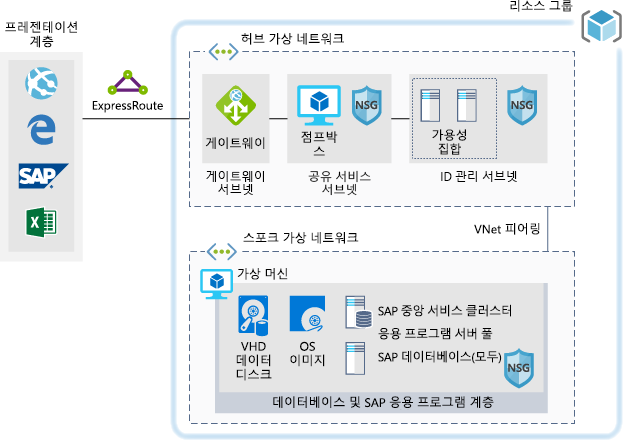 리소스 그룹
프레젠테이션
계층
SAP
ExpressRoute
허브 가상 네트워크
게이트웨이
게이트웨이
서브넷
점프박
스
NSG
공유 서비스
서브넷
가용성
집합
NSG
ID 관리 서브넷
VNet 피어링
스포크 가상 네트워크
가상 머신
VHD
데이터
디스크
OS
이미지
SAP 중앙 서비스 클러스터
응용 프로그램 서버 풀
SAP 데이터베이스(모두)
NSG
데이터베이스 및 SAP 응용 프로그램 계층